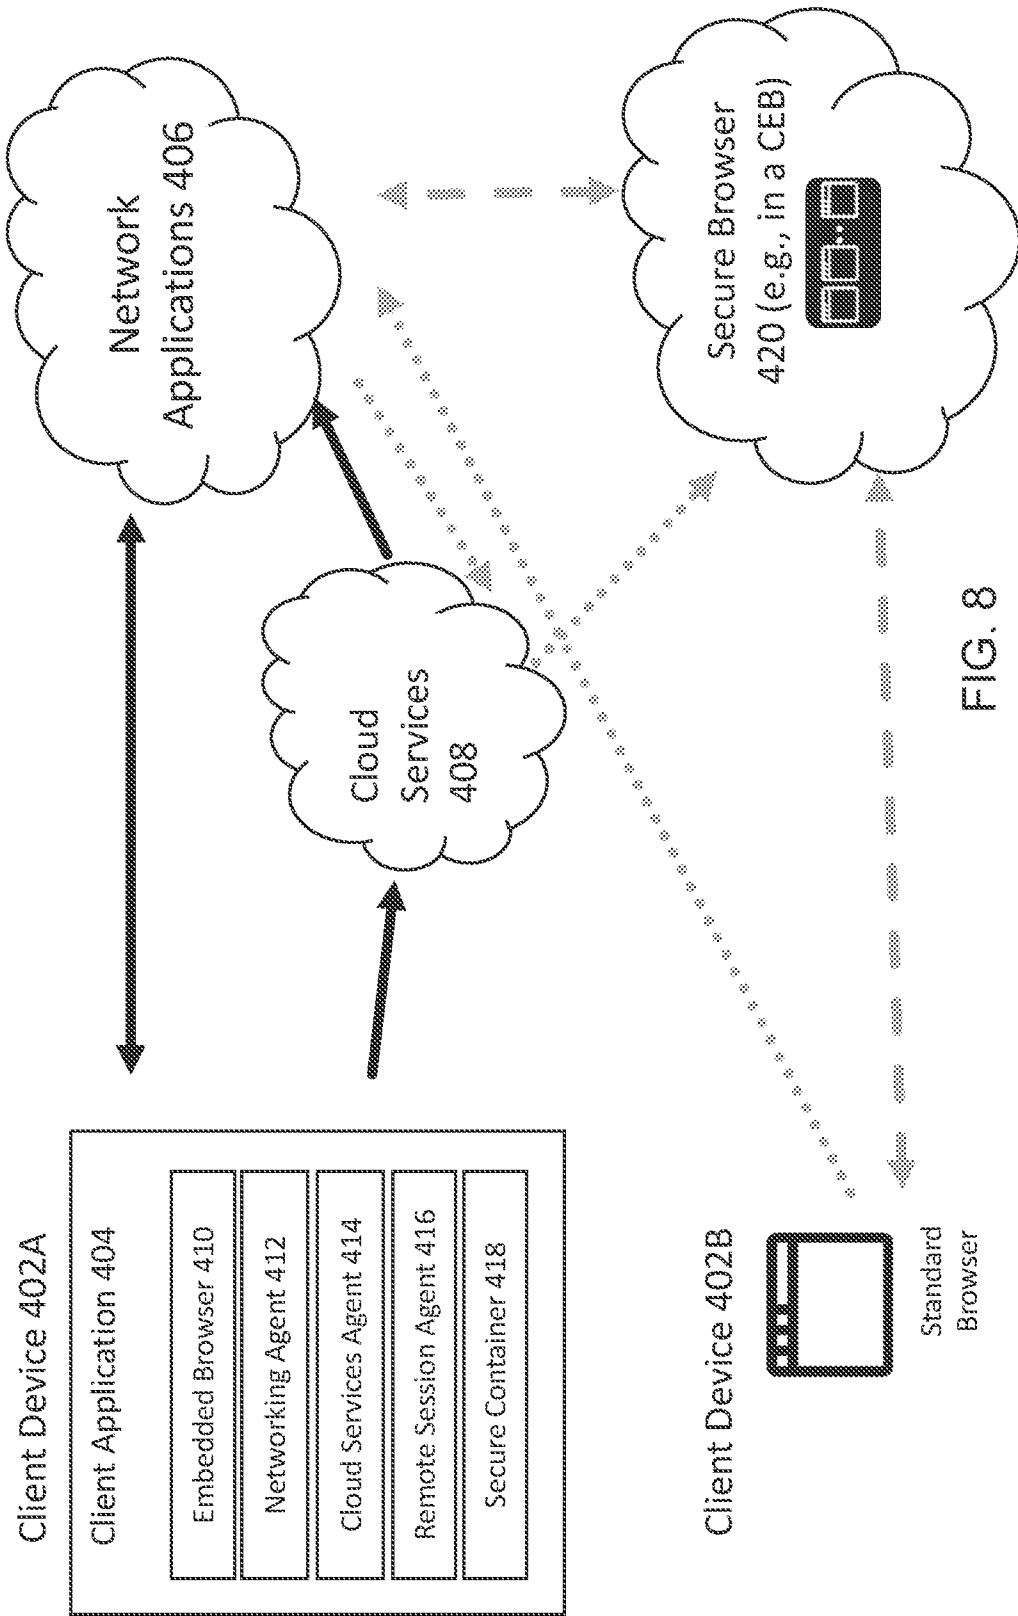 Client Device 402A
Client Application 404
Embedded Browser 410
Networking Agent 412
Cloud Services Agent 414
Remote Session Agent 416
Secure Container 418
Network
Applications 406
Cloud
Services
408
Client Device 402B
Standard
Browser
Secure Browser
420 (e.g., in a CEB)
FIG. 8